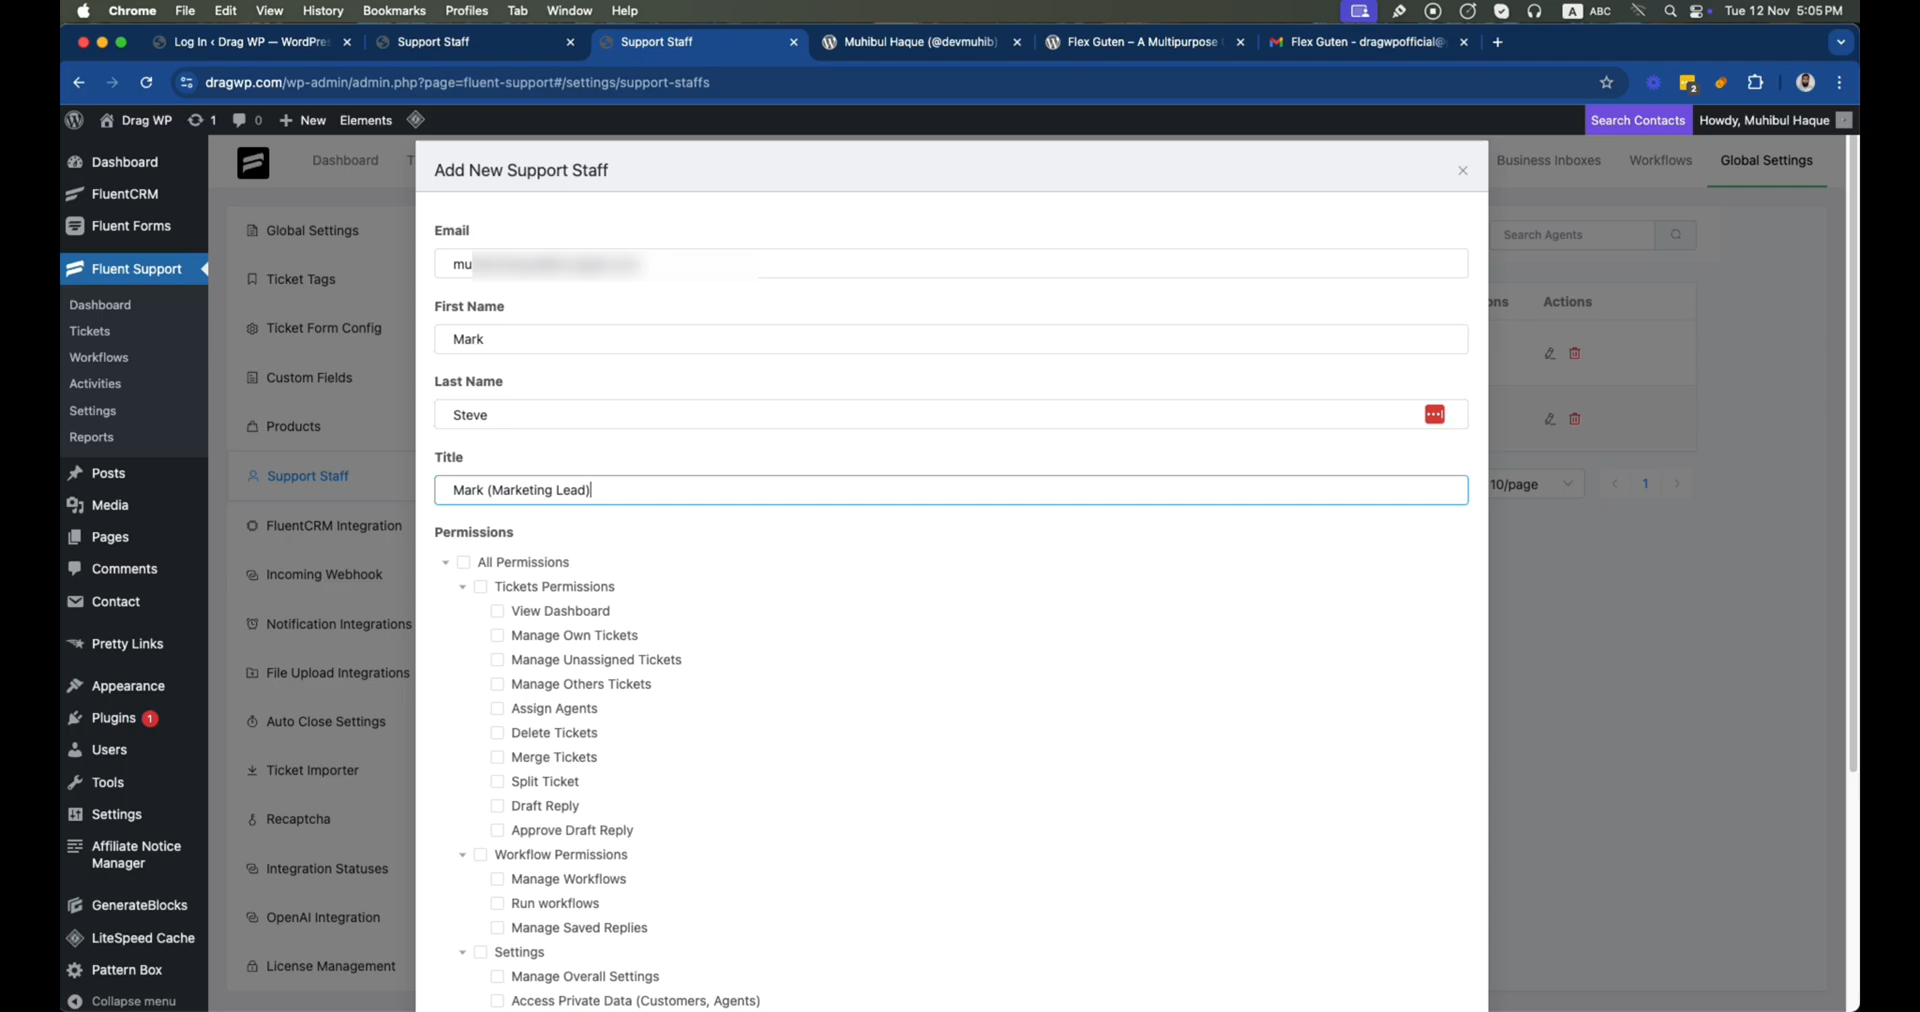 Chrome File Edit View History Bookmarks Profiles Tab Window Help
A ABC Tue 12 Nov 5:05 PM
Log In ‹ Drag WP — WordPre
Support Staff
Support Staff
Muhibul Haque (@devmuhib)
Flex Guten – A Multipurpose
Flex Guten - dragwpofficial@
dragwp.com/wp-admin/admin.php?page=fluent-support#/settings/support-staffs
2
Drag WP 1 0 New Elements
Search Contacts Howdy, Muhibul Haque
Dashboard
FluentCRM
Fluent Forms
Fluent Support
Dashboard
Tickets
Workflows
Activities
Settings
Reports
Posts
Media
Pages
Comments
Contact
Pretty Links
Appearance
Plugins 1
Users
Tools
Settings
Affiliate Notice
Manager
GenerateBlocks
LiteSpeed Cache
Pattern Box
Collapse menu
Dashboard T
Business Inboxes Workflows Global Settings
Global Settings
Ticket Tags
Ticket Form Config
Custom Fields
Products
Support Staff
FluentCRM Integration
Incoming Webhook
Notification Integrations
File Upload Integrations
Auto Close Settings
Ticket Importer
Recaptcha
Integration Statuses
OpenAI Integration
License Management
Add New Support Staff
Email
mu
First Name
Mark
Last Name
Steve
Title
Mark (Marketing Lead)
Permissions
All Permissions
Tickets Permissions
View Dashboard
Manage Own Tickets
Manage Unassigned Tickets
Manage Others Tickets
Assign Agents
Delete Tickets
Merge Tickets
Split Ticket
Draft Reply
Approve Draft Reply
Workflow Permissions
Manage Workflows
Run workflows
Manage Saved Replies
Settings
Manage Overall Settings
Access Private Data (Customers, Agents)
Search Agents
ons Actions
10/page 1